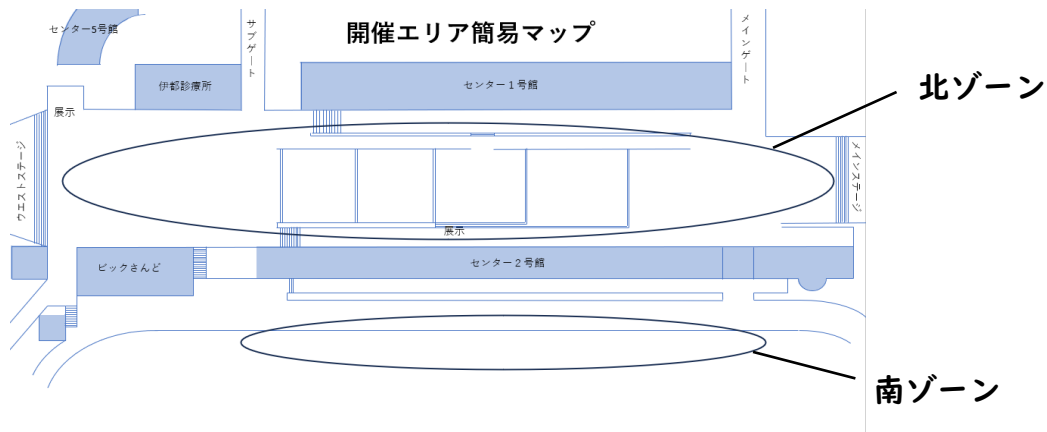 開催エリア簡易マップ
センター5号館
サブゲート
メインゲート
伊都診療所
センター１号館
北ゾーン
展示
ウエストステージ
メインステージ
展示
ビックさんど
センター２号館
南ゾーン